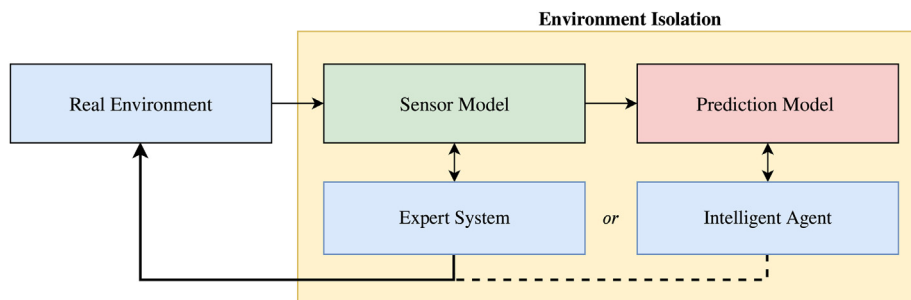 Environment Isolation
Real Environment
Sensor Model
Prediction Model
Expert System
or
Intelligent Agent